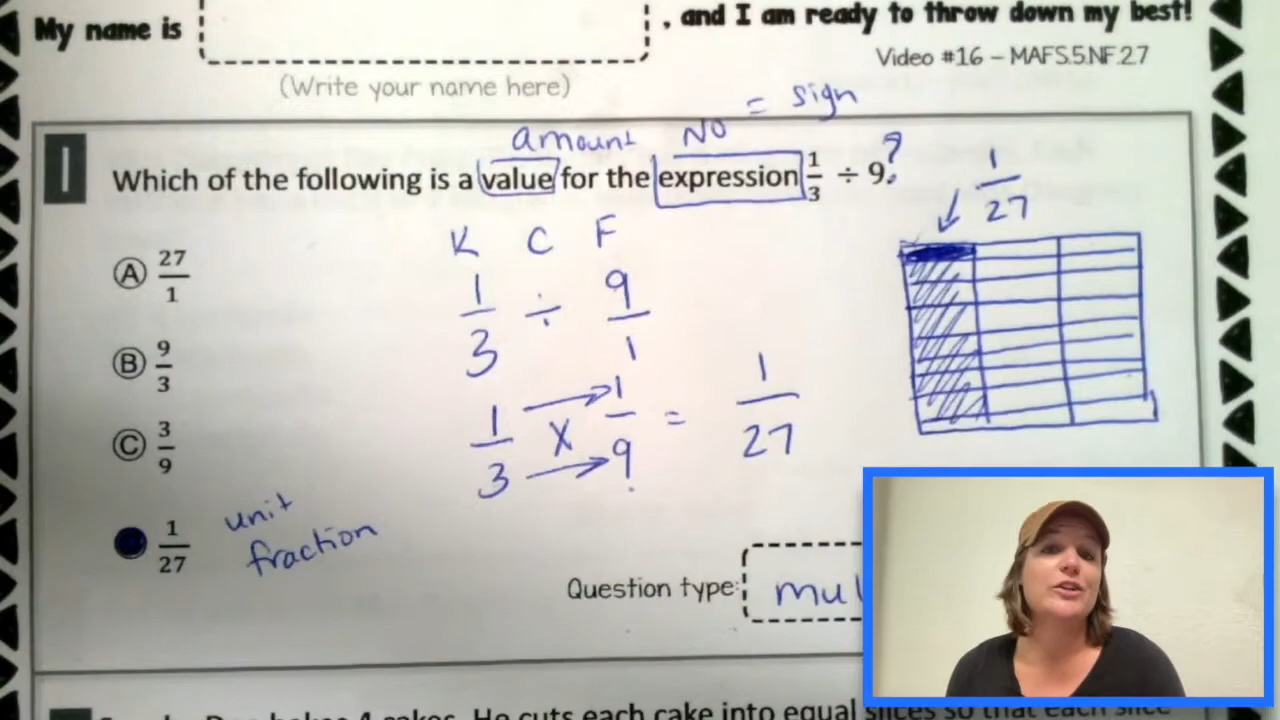 My name is , and I am ready to throw down my best!
(Write your name here)
Video #16 – MAFS.5.NF.2.7
= sign
amount NO
1 Which of the following is a value for the expression 1/3 ÷ 9?
1/27
K C F
Ⓐ 27/1
1/3 ÷ 9/1
Ⓑ 9/3
1/3 X 1/9 = 1/27
Ⓒ 3/9
1/27 unit fraction
Question type: mul